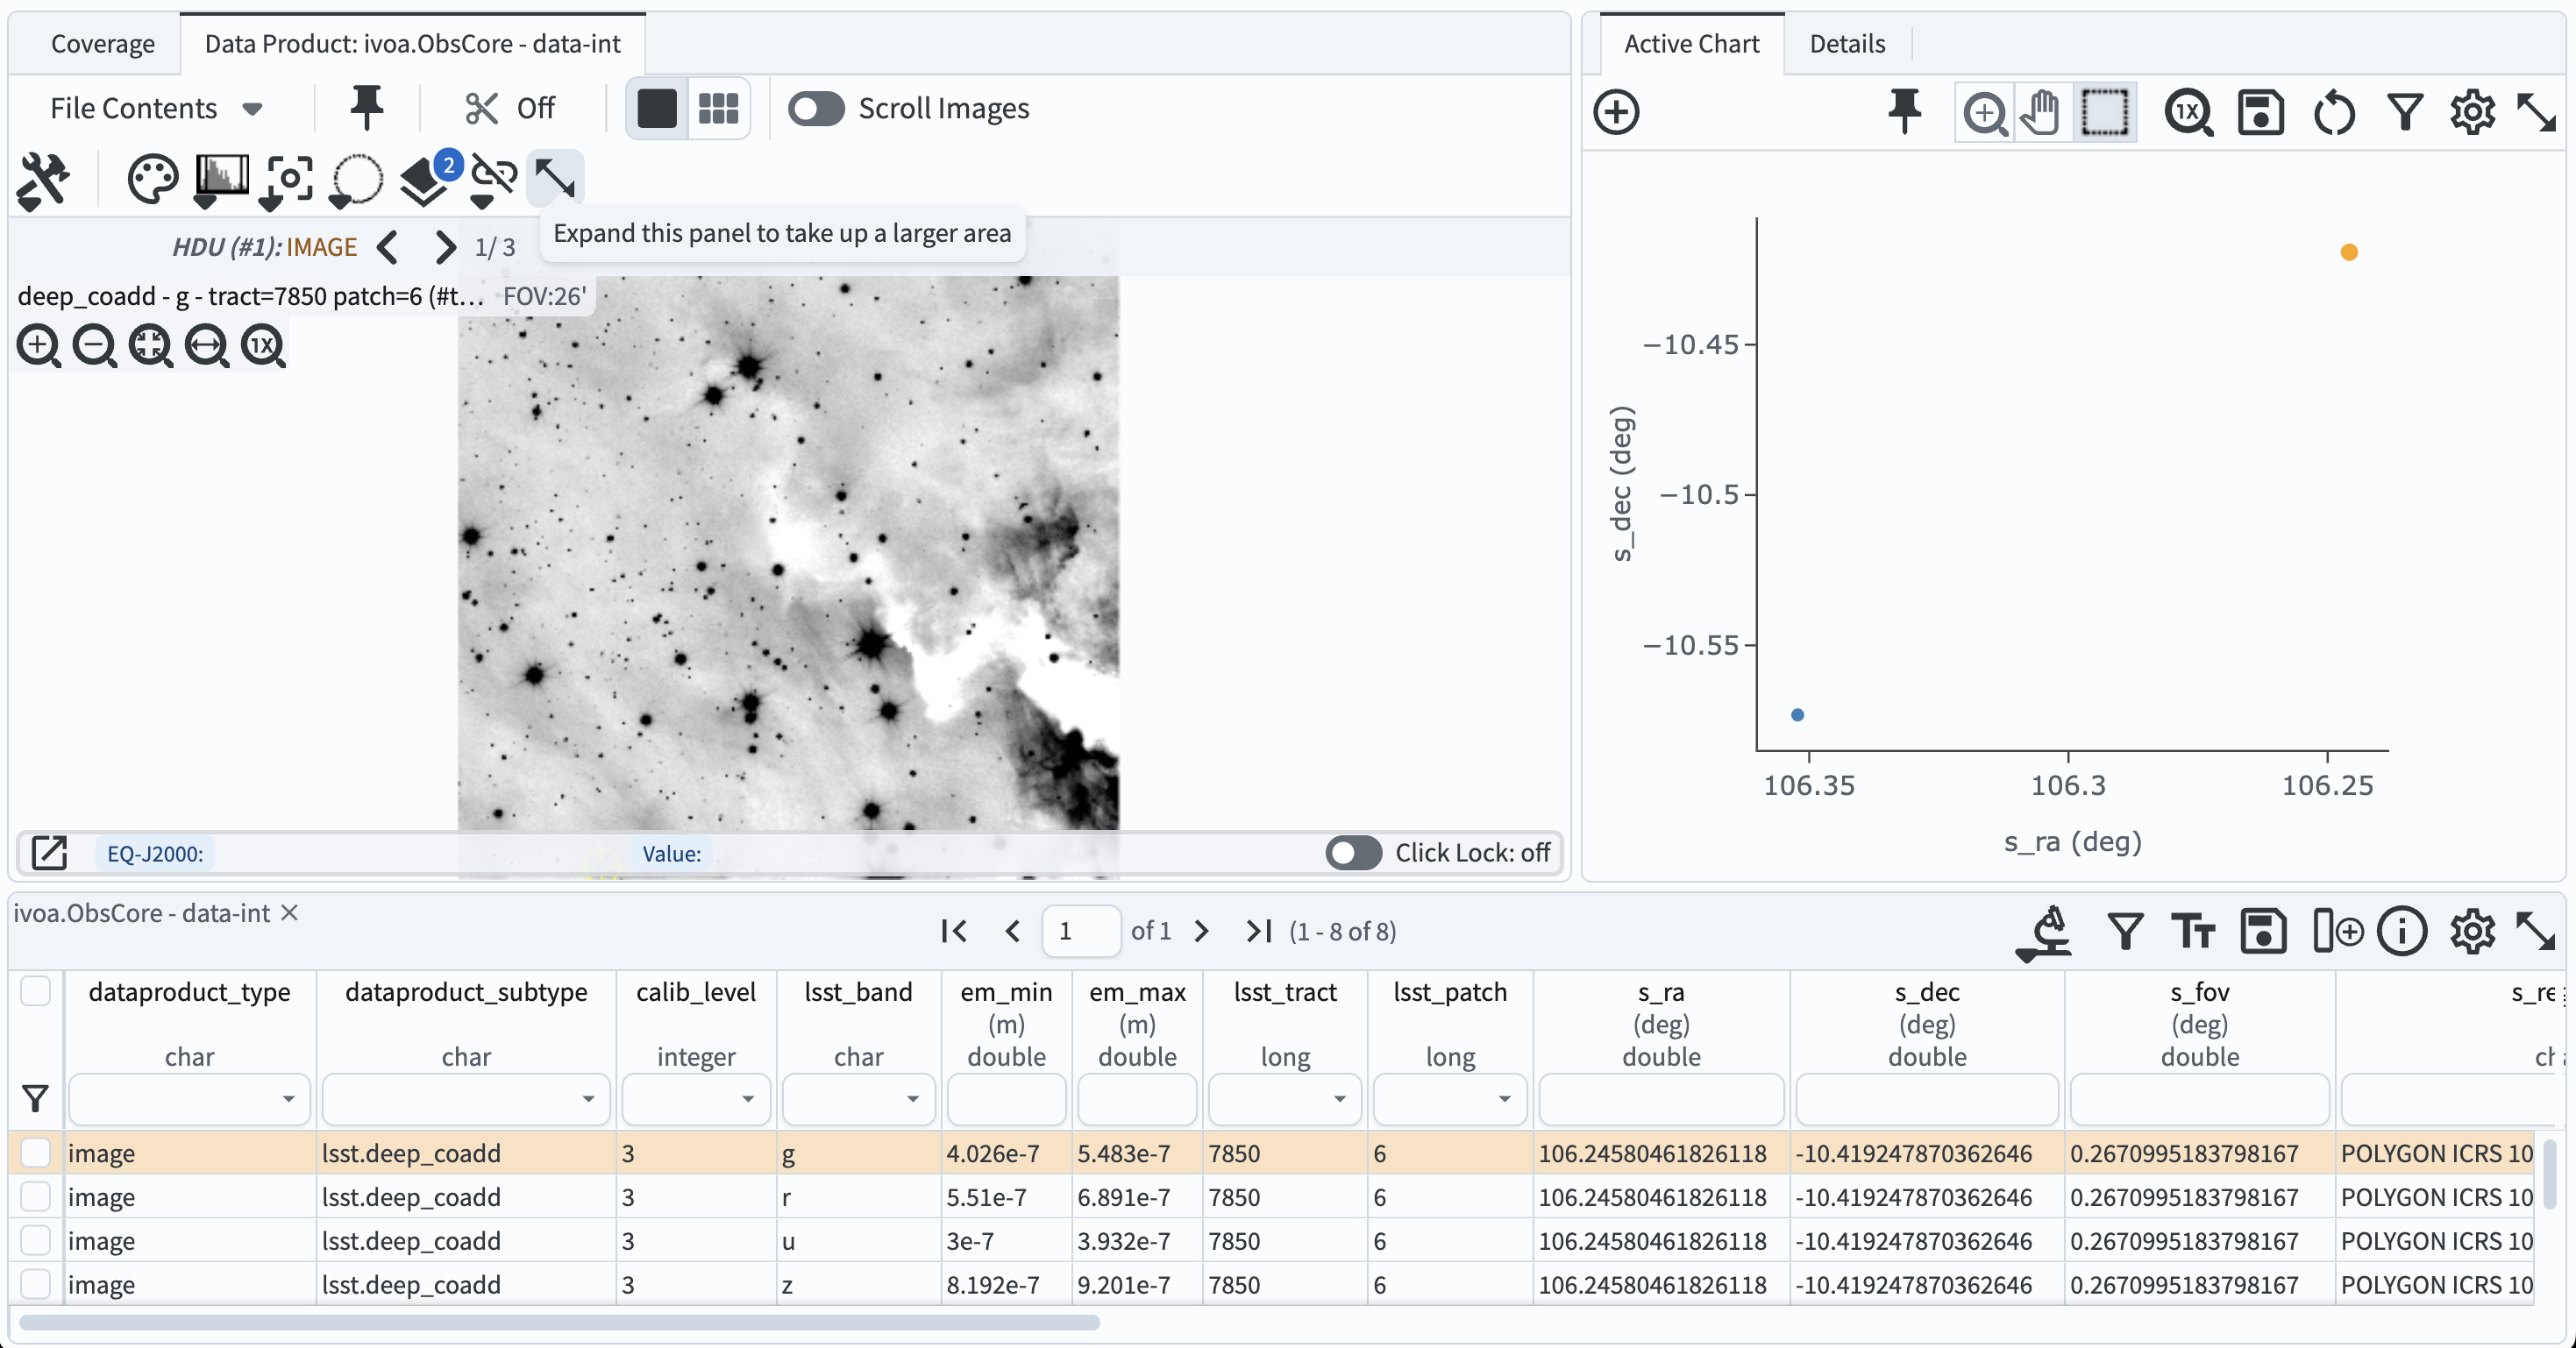 Coverage
Data Product: ivoa.ObsCore - data-int
File Contents
Off
Scroll Images
2
Expand this panel to take up a larger area
HDU (#1): IMAGE
1/ 3
deep_coadd - g - tract=7850 patch=6 (#t... FOV:26'
1X
EQ-J2000:
Value:
Click Lock: off
Active Chart
Details
1X
−10.45
−10.5
−10.55
s_dec (deg)
106.35
106.3
106.25
s_ra (deg)
ivoa.ObsCore - data-int
1 of 1 (1 - 8 of 8)
dataproduct_type dataproduct_subtype calib_level lsst_band em_min em_max lsst_tract lsst_patch s_ra s_dec s_fov s_re
(m) (m) (deg) (deg) (deg)
char char integer char double double long long double double double ch
image lsst.deep_coadd 3 g 4.026e-7 5.483e-7 7850 6 106.24580461826118 -10.419247870362646 0.2670995183798167 POLYGON ICRS 10
image lsst.deep_coadd 3 r 5.51e-7 6.891e-7 7850 6 106.24580461826118 -10.419247870362646 0.2670995183798167 POLYGON ICRS 10
image lsst.deep_coadd 3 u 3e-7 3.932e-7 7850 6 106.24580461826118 -10.419247870362646 0.2670995183798167 POLYGON ICRS 10
image lsst.deep_coadd 3 z 8.192e-7 9.201e-7 7850 6 106.24580461826118 -10.419247870362646 0.2670995183798167 POLYGON ICRS 10